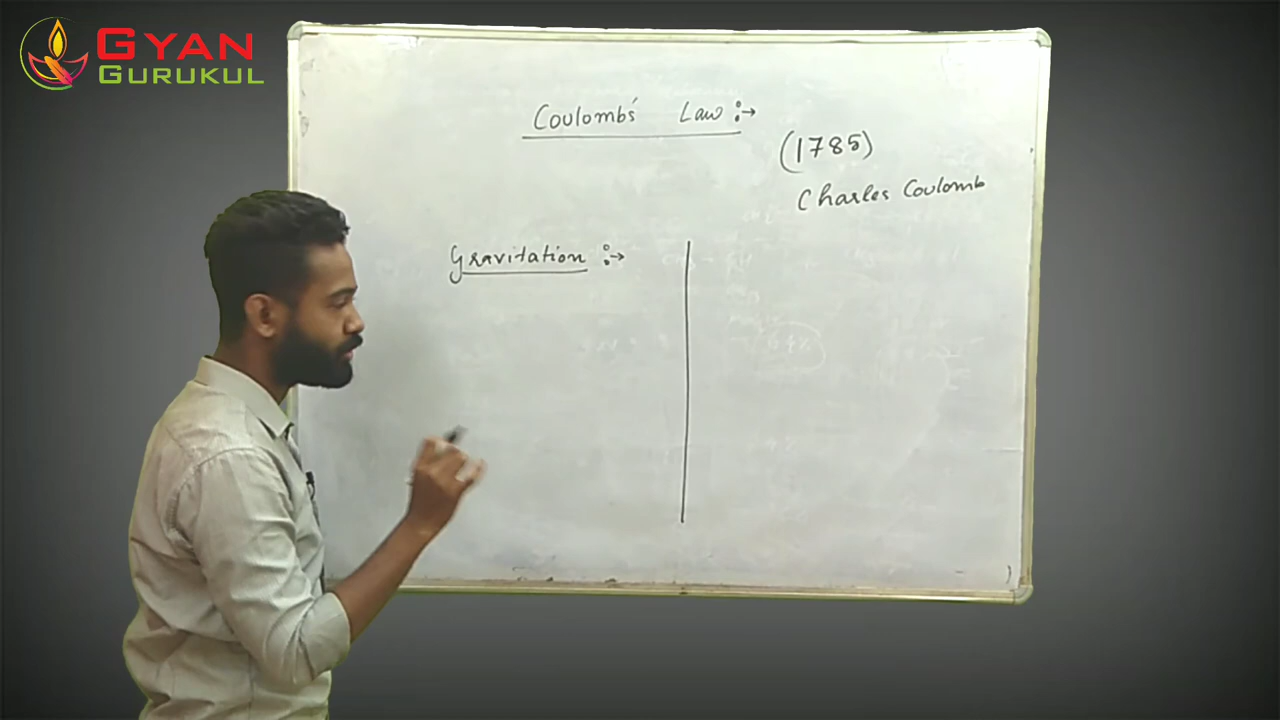 GYAN
GURUKUL
Coulomb's Law :→
(1785)
Charles Coulomb
Gravitation :→